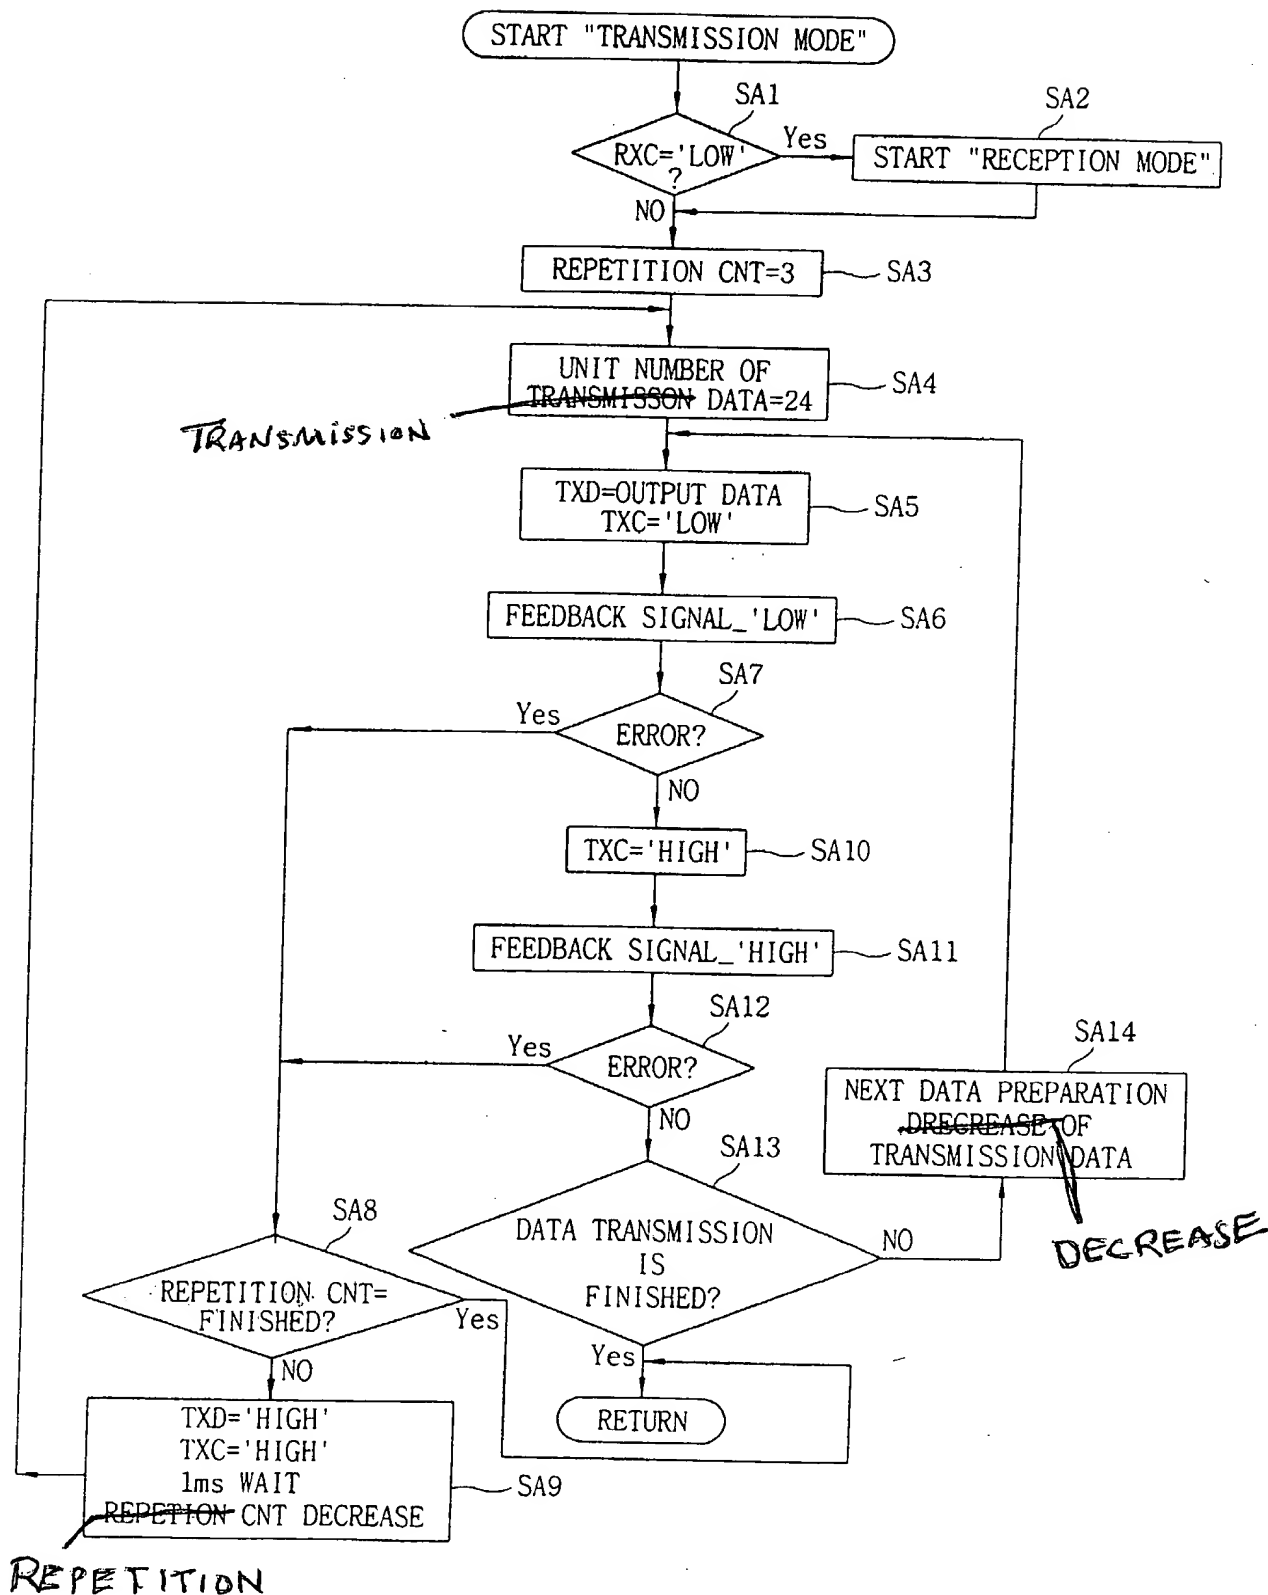 START "TRANSMISSION MODE"
SA1
RXC='LOW'
?
Yes
SA2
START "RECEPTION MODE"
NO
REPETITION CNT=3
SA3
UNIT NUMBER OF
TRANSMISSON DATA=24
SA4
TRANSMISSION
TXD=OUTPUT DATA
TXC='LOW'
SA5
FEEDBACK SIGNAL_'LOW'
SA6
SA7
Yes
ERROR?
NO
TXC='HIGH'
SA10
FEEDBACK SIGNAL_'HIGH'
SA11
SA12
Yes
ERROR?
NO
SA14
NEXT DATA PREPARATION
DRECREASE OF
TRANSMISSION DATA
DECREASE
SA13
DATA TRANSMISSION
IS
FINISHED?
NO
Yes
SA8
REPETITION CNT=
FINISHED?
Yes
NO
RETURN
TXD='HIGH'
TXC='HIGH'
1ms WAIT
REPETION CNT DECREASE
SA9
REPETITION